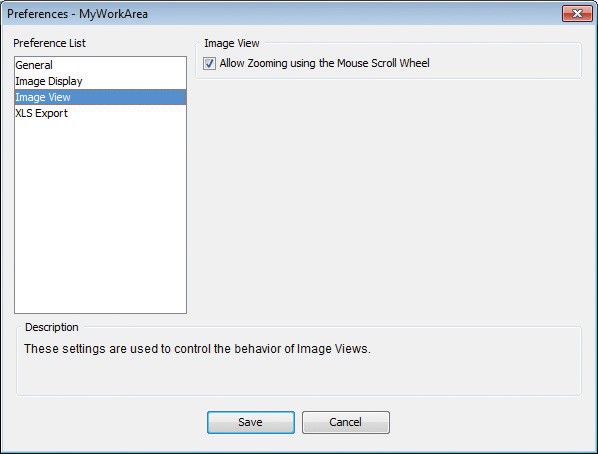 Preferences - MyWorkArea
Preference List
General
Image Display
Image View
XLS Export
Image View
Allow Zooming using the Mouse Scroll Wheel
Description
These settings are used to control the behavior of Image Views.
Save
Cancel